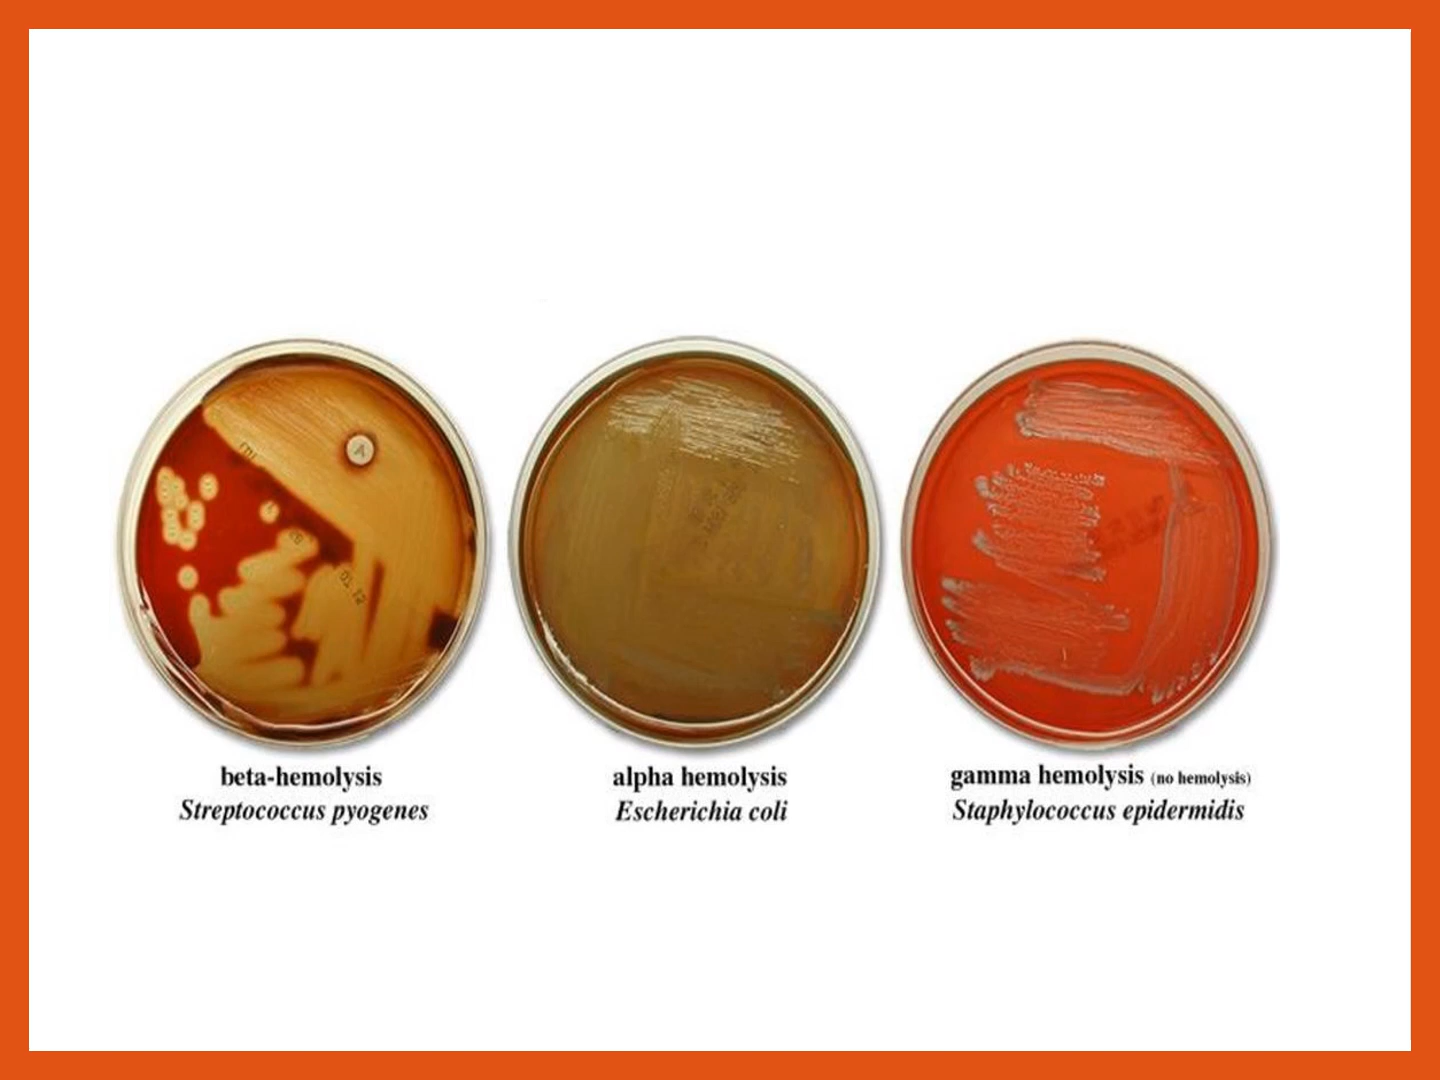 A
beta-hemolysis
Streptococcus pyogenes
alpha hemolysis
Escherichia coli
gamma hemolysis (no hemolysis)
Staphylococcus epidermidis